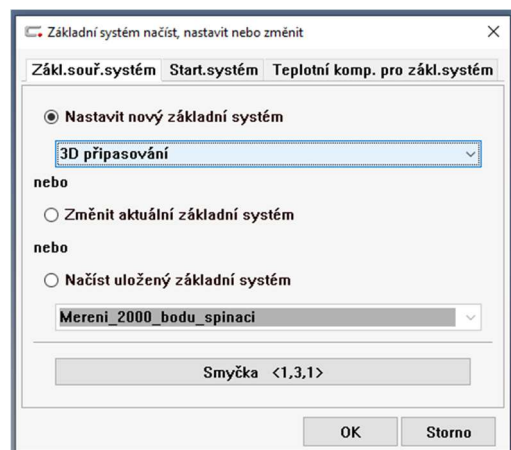 Základní systém načíst, nastavit nebo změnit
Zákl.souř.systém Start.systém Teplotní komp. pro zákl.systém
Nastavit nový základní systém
3D připasování
nebo
Změnit aktuální základní systém
nebo
Načíst uložený základní systém
Mereni_2000_bodu_spinaci
Smyčka <1,3,1>
OK Storno